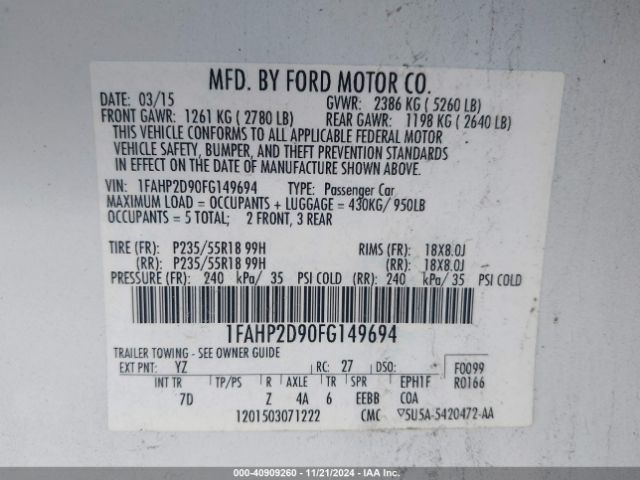 MFD. BY FORD MOTOR CO.
DATE: 03/15 GVWR: 2386 KG ( 5260 LB)
FRONT GAWR: 1261 KG ( 2780 LB) REAR GAWR: 1198 KG ( 2640 LB)
THIS VEHICLE CONFORMS TO ALL APPLICABLE FEDERAL MOTOR
VEHICLE SAFETY, BUMPER, AND THEFT PREVENTION STANDARDS
IN EFFECT ON THE DATE OF MANUFACTURE SHOWN ABOVE.
VIN: 1FAHP2D90FG149694 TYPE: Passenger Car
MAXIMUM LOAD = OCCUPANTS + LUGGAGE = 430KG/ 950LB
OCCUPANTS = 5 TOTAL; 2 FRONT, 3 REAR
TIRE (FR): P235/55R18 99H RIMS (FR): 18X8.0J
(RR): P235/55R18 99H (RR): 18X8.0J
PRESSURE (FR): 240 kPa/ 35 PSI COLD (RR): 240 kPa/ 35 PSI COLD
1FAHP2D90FG149694
TRAILER TOWING - SEE OWNER GUIDE
EXT PNT: YZ RC: 27 DSO: F0099
INT TR TP/PS R AXLE TR SPR EPH1F R0166
7D Z 4A 6 EEBB COA
1201503071222 CMC ▽5U5A-5420472-AA
000-40909260 - 11/21/2024 - IAAI.COM